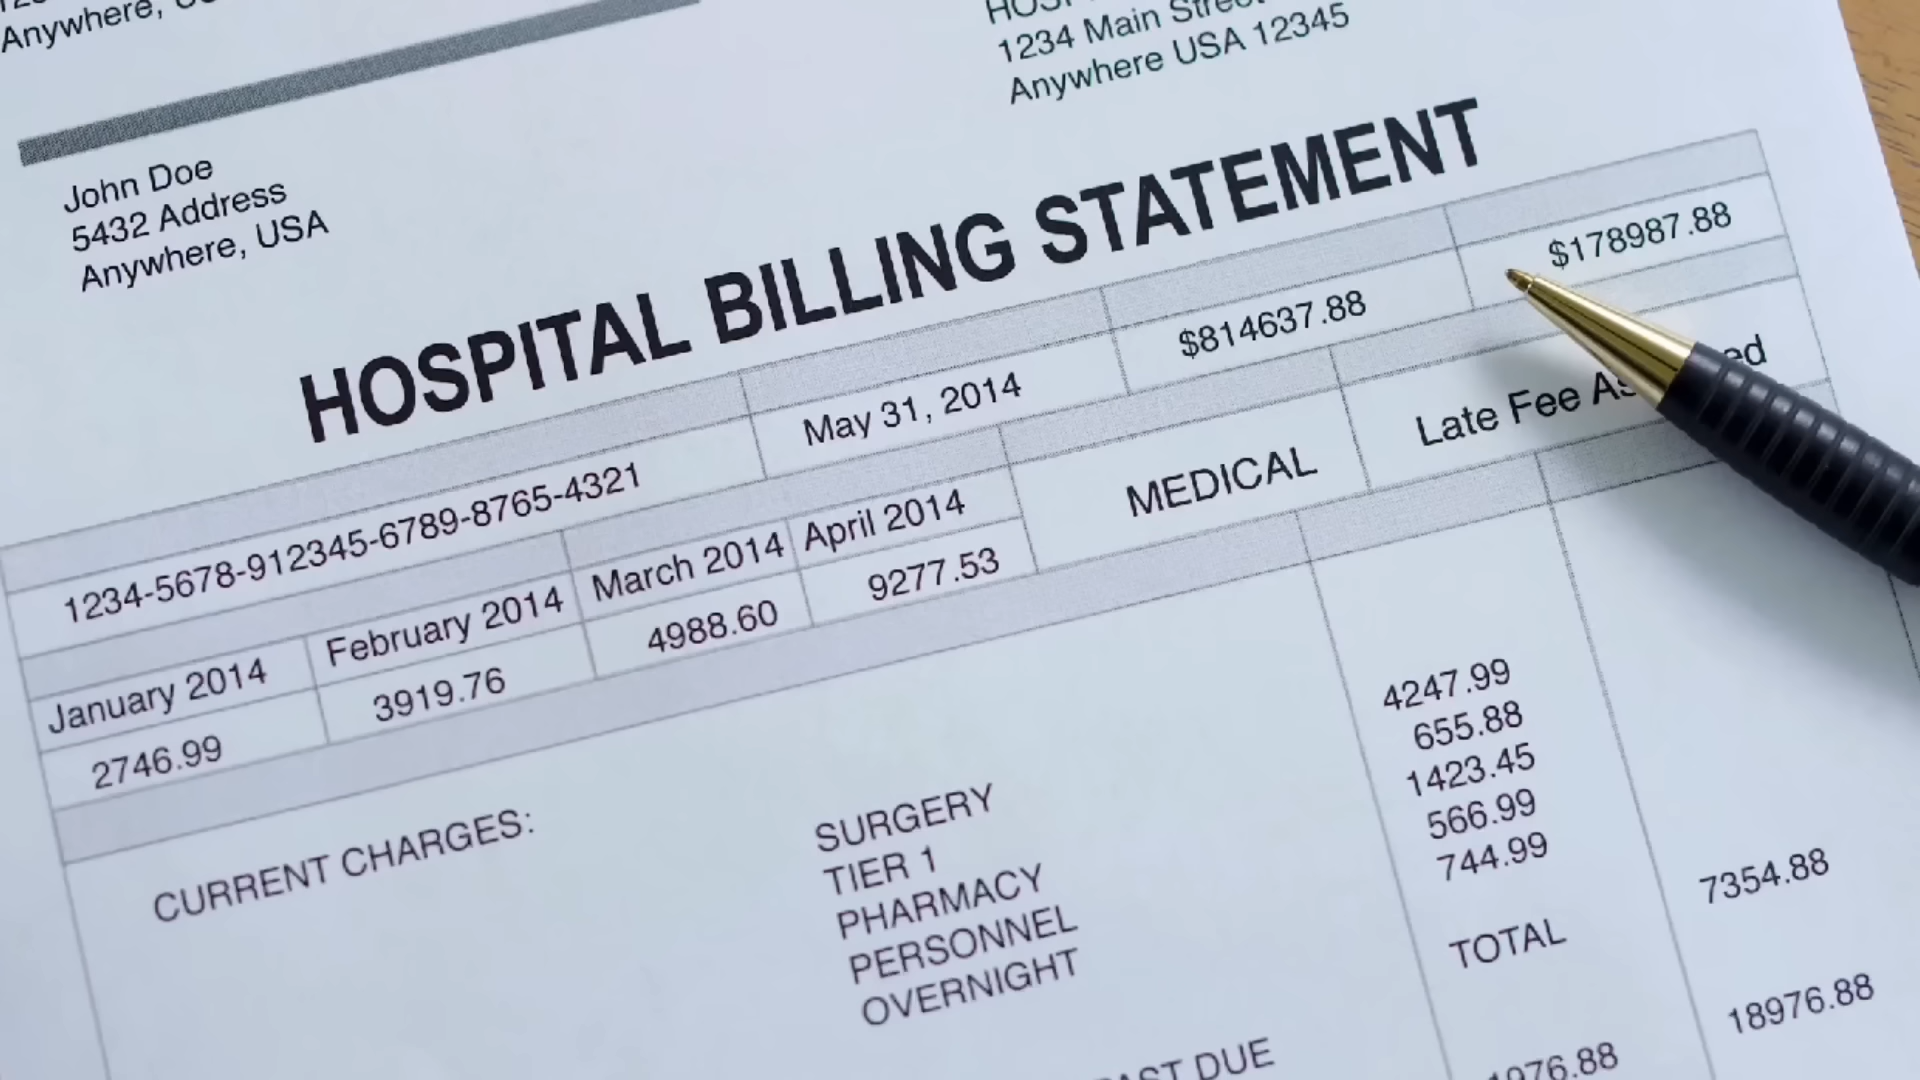 Anywhere,
1234 Main Street
Anywhere USA 12345
John Doe
5432 Address
Anywhere, USA
HOSPITAL BILLING STATEMENT
1234-5678-912345-6789-8765-4321 May 31, 2014 $814637.88 $178987.88
January 2014 February 2014 March 2014 April 2014 MEDICAL Late Fee
2746.99 3919.76 4988.60 9277.53
CURRENT CHARGES:
SURGERY 4247.99
TIER 1 655.88
PHARMACY 1423.45
PERSONNEL 566.99
OVERNIGHT 744.99
TOTAL 7354.88
DUE 18976.88